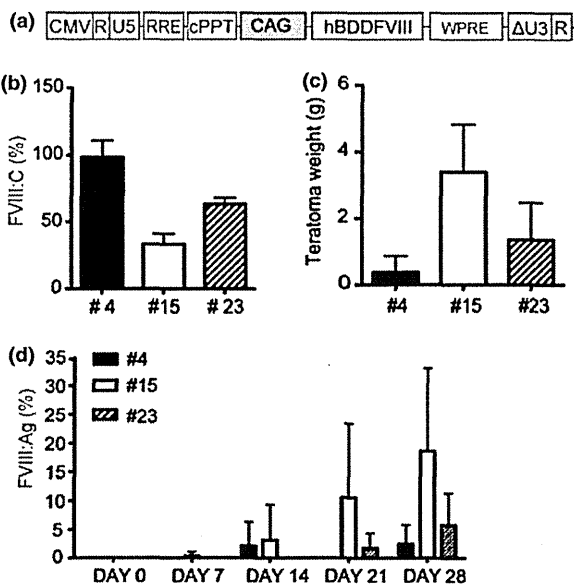 (a) CMV R U5 RRE cPPT CAG hBDDFVIII WPRE ΔU3 R
(b)
150
100
50
0
FVIII:C (%)
#4 #15 #23
(c)
6
4
2
0
Teratoma weight (g)
#4 #15 #23
(d)
35
30
25
20
15
10
5
0
FVIII:Ag (%)
#4
#15
#23
DAY 0 DAY 7 DAY 14 DAY 21 DAY 28